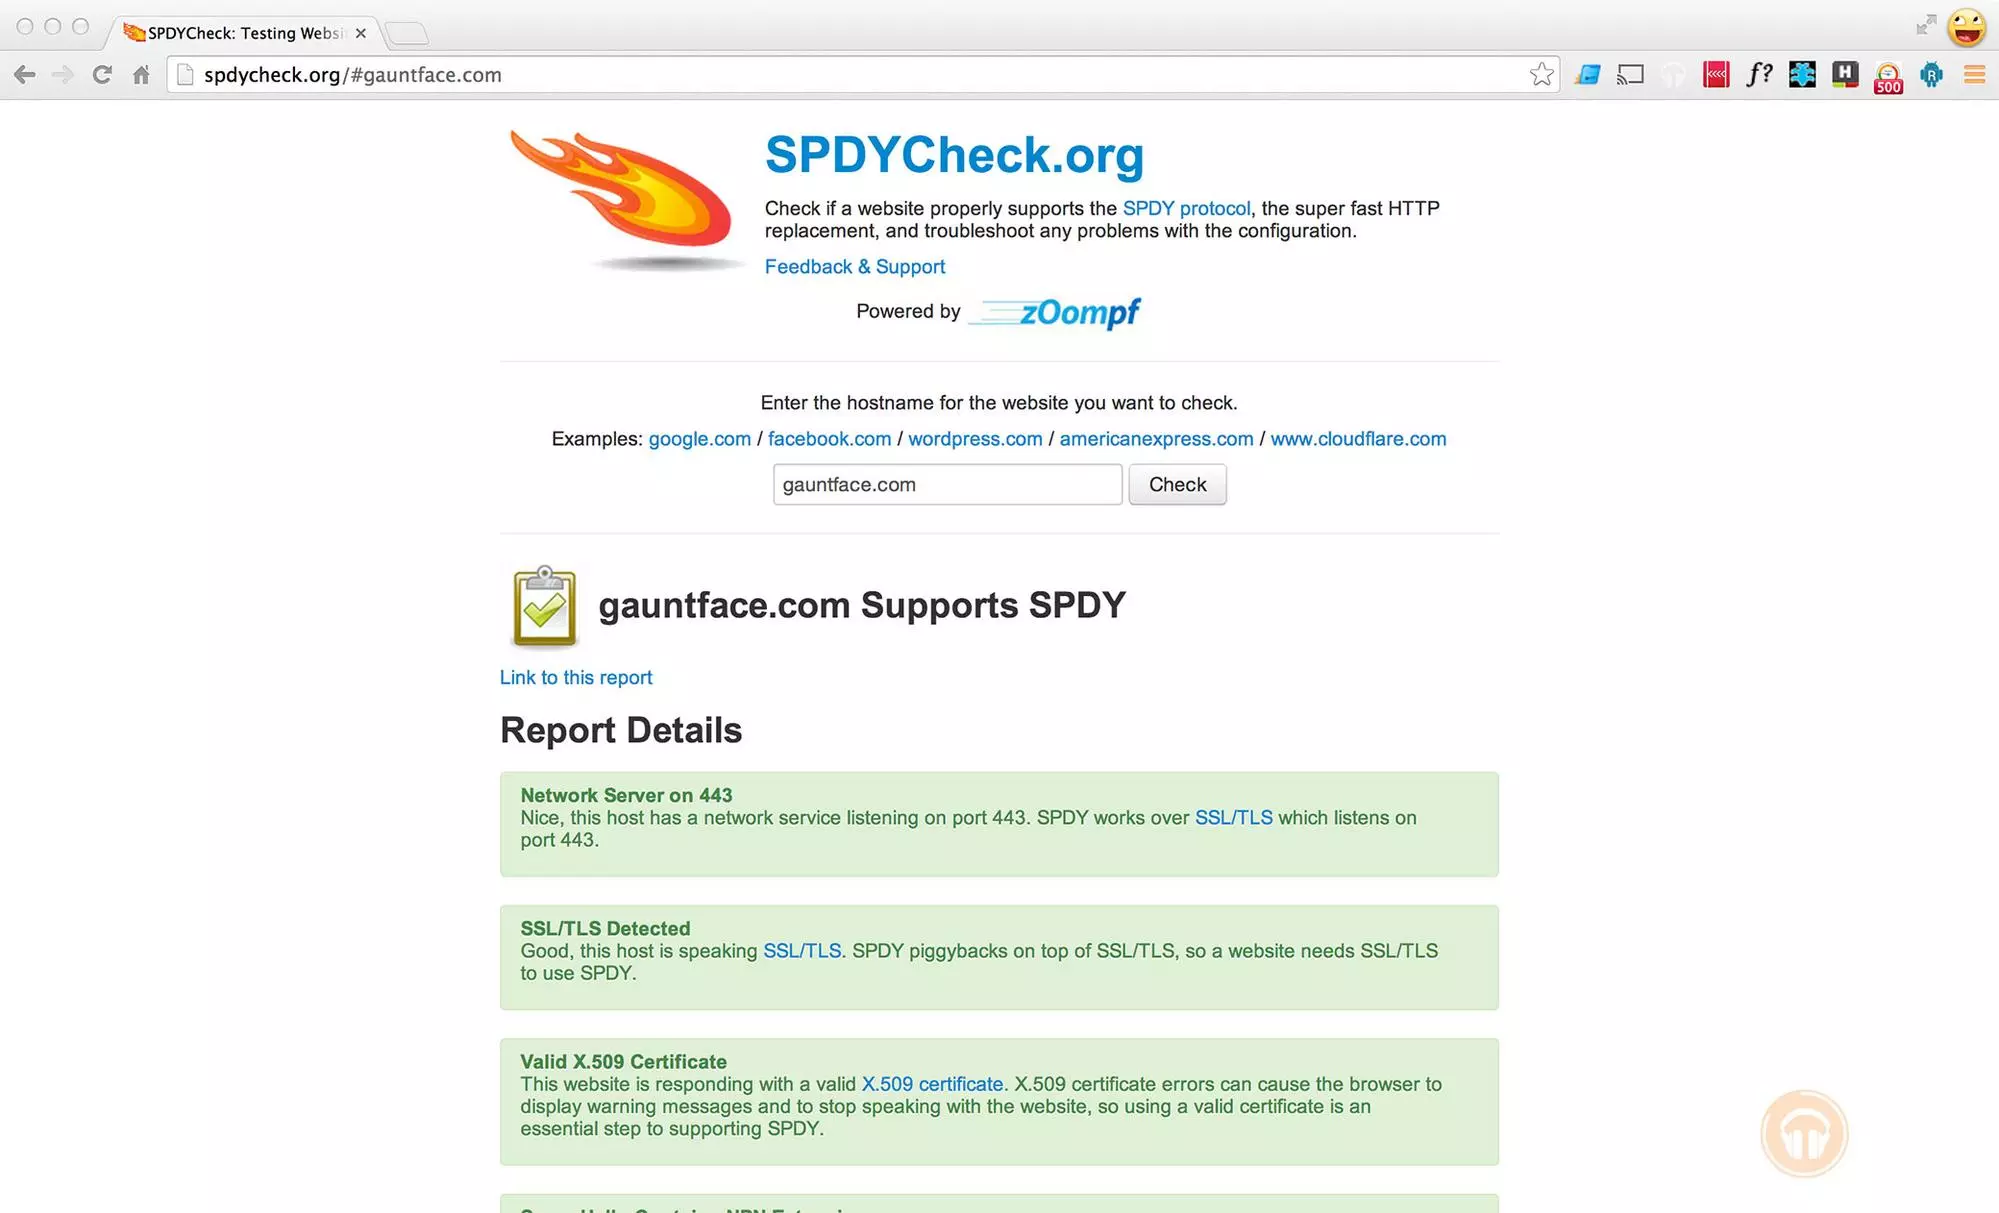 SPDYCheck: Testing Websi
spdycheck.org/#gauntface.com
f?
H
500
R
SPDYCheck.org
Check if a website properly supports the SPDY protocol, the super fast HTTP
replacement, and troubleshoot any problems with the configuration.
Feedback & Support
Powered by zOompf
Enter the hostname for the website you want to check.
Examples: google.com / facebook.com / wordpress.com / americanexpress.com / www.cloudflare.com
gauntface.com Check
gauntface.com Supports SPDY
Link to this report
Report Details
Network Server on 443
Nice, this host has a network service listening on port 443. SPDY works over SSL/TLS which listens on
port 443.
SSL/TLS Detected
Good, this host is speaking SSL/TLS. SPDY piggybacks on top of SSL/TLS, so a website needs SSL/TLS
to use SPDY.
Valid X.509 Certificate
This website is responding with a valid X.509 certificate. X.509 certificate errors can cause the browser to
display warning messages and to stop speaking with the website, so using a valid certificate is an
essential step to supporting SPDY.